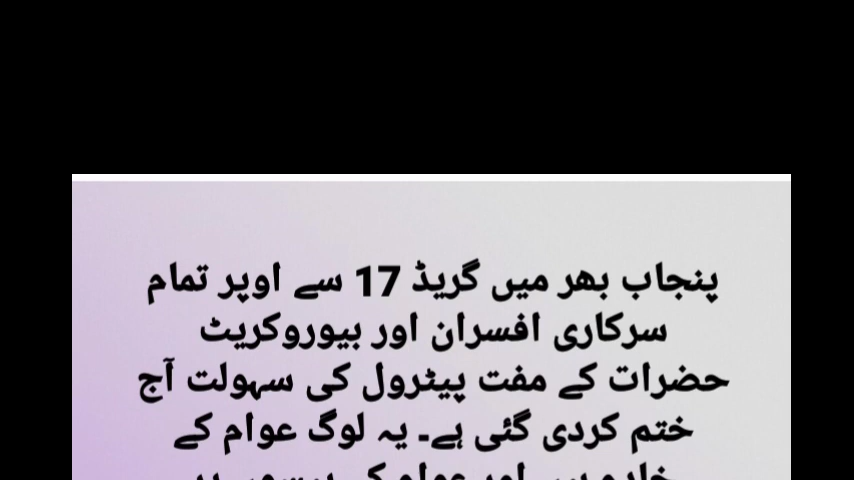 پنجاب بھر میں گریڈ 17 سے اوپر تمام
سرکاری افسران اور بیوروکریٹ
حضرات کے مفت پیٹرول کی سہولت آج
ختم کردی گئی ہے۔ یہ لوگ عوام کے